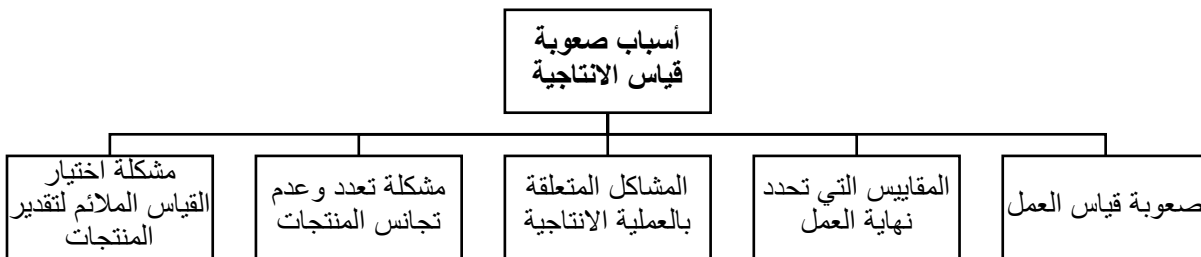 أسباب صعوبة
قياس الانتاجية
صعوبة قياس العمل
المقاييس التي تحدد
نهاية العمل
المشاكل المتعلقة
بالعملية الانتاجية
مشكلة تعدد وعدم
تجانس المنتجات
مشكلة اختيار
القياس الملائم لتقدير
المنتجات